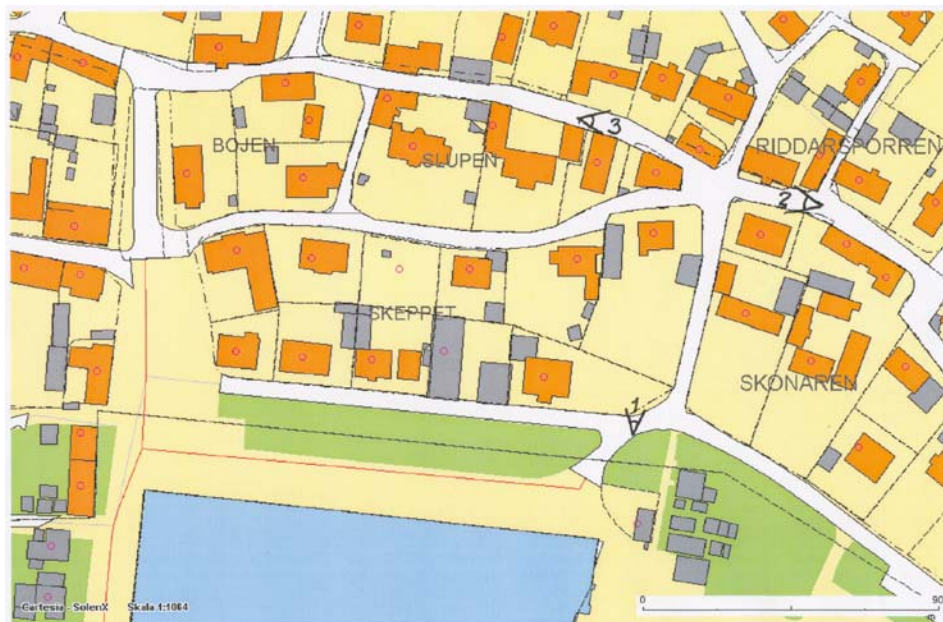 3
BOJEN
SLUPEN
RIDDARSPORREN
2
SKEPPET
SKONAREN
1
Cartesia - SolenX Skala 1:1064
0
90